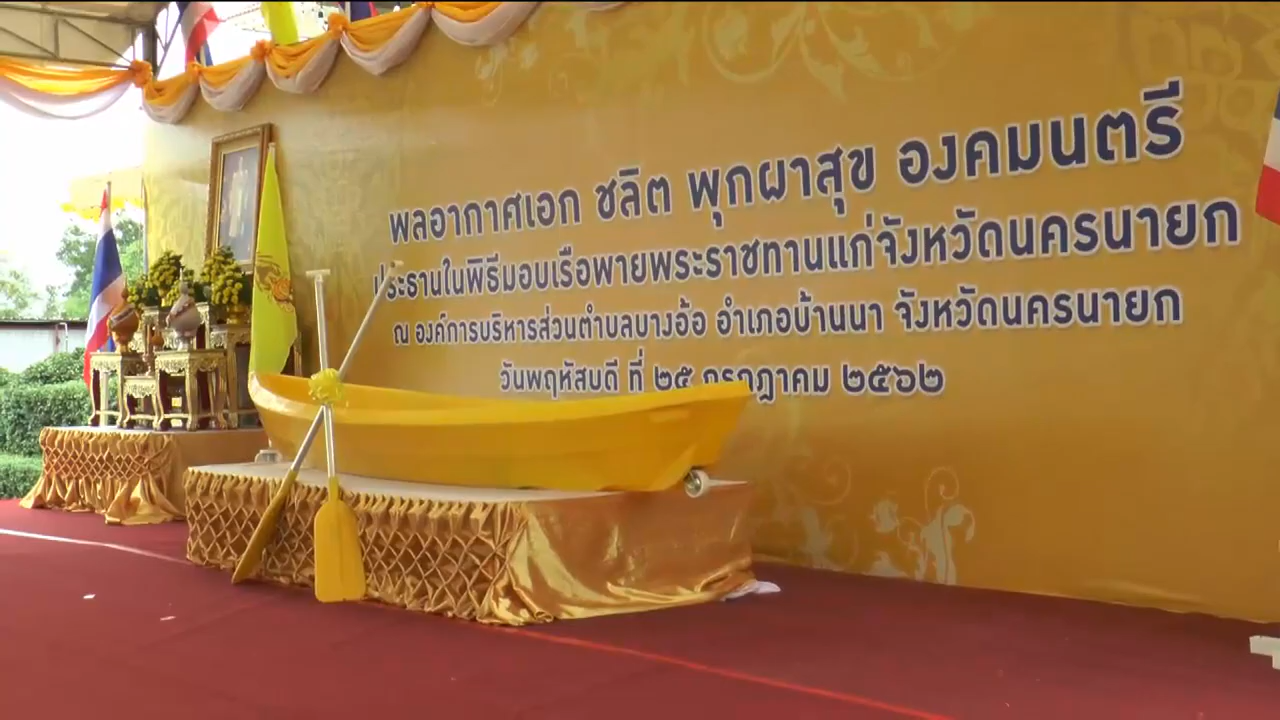 พลอากาศเอก ชลิต พุกผาสุข องคมนตรี
ประธานในพิธีมอบเรือพายพระราชทานแก่จังหวัดนครนายก
ณ องค์การบริหารส่วนตำบลบางอ้อ อำเภอบ้านนา จังหวัดนครนายก
วันพฤหัสบดี ที่ ๒๕ กรกฎาคม ๒๕๖๒